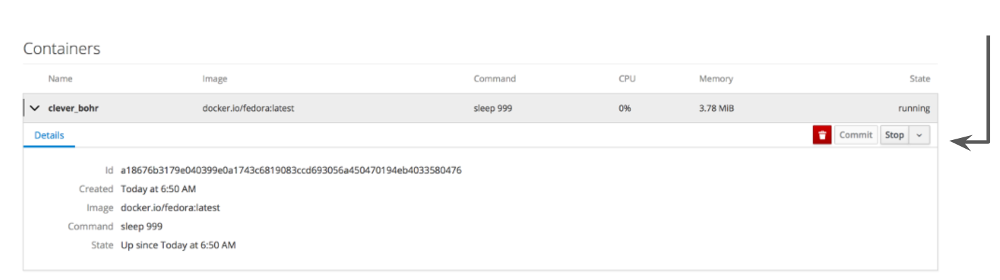 Containers
Name Image Command CPU Memory State
clever_bohr docker.io/fedora:latest sleep 999 0% 3.78 MiB running
Details Commit Stop
Id a18676b3179e040399e0a1743c6819083ccd693056a450470194eb4033580476
Created Today at 6:50 AM
Image docker.io/fedora:latest
Command sleep 999
State Up since Today at 6:50 AM